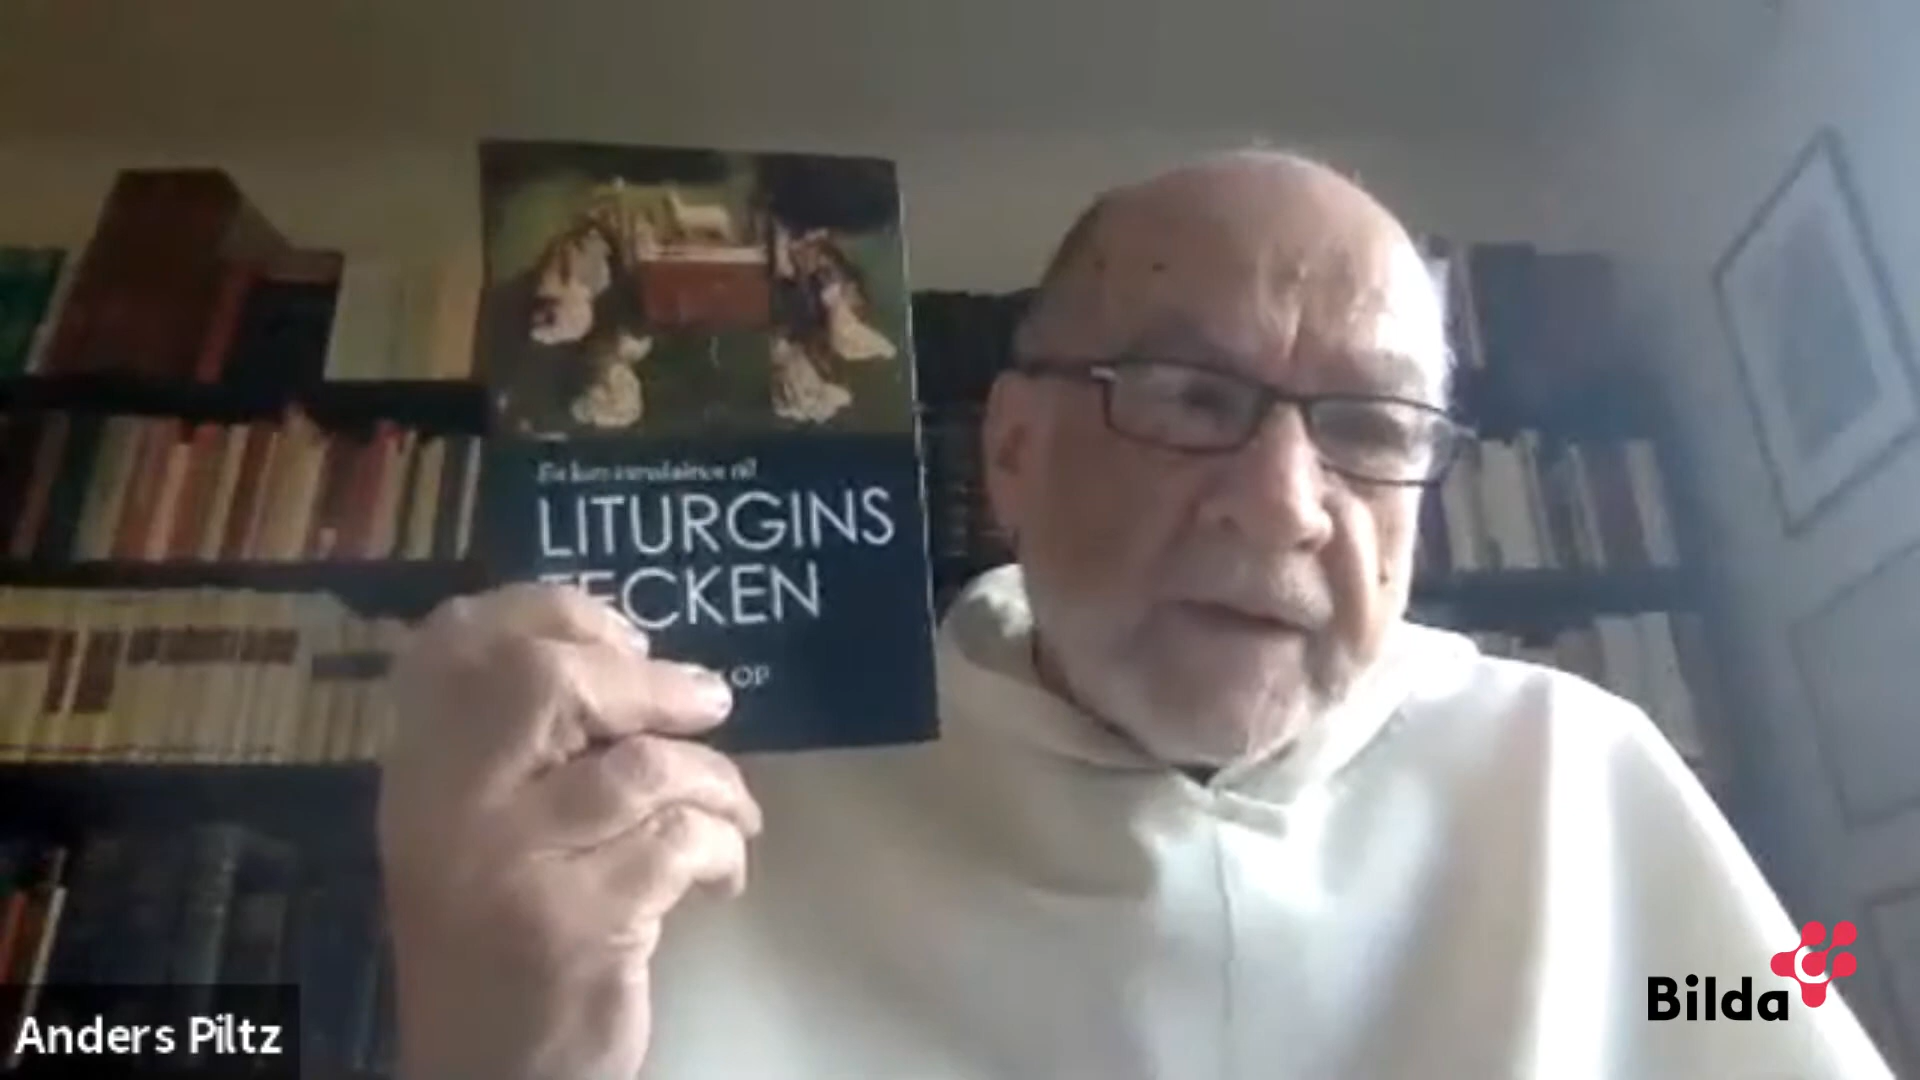 LITURGINS
TECKEN
OP
Anders Piltz
Bilda